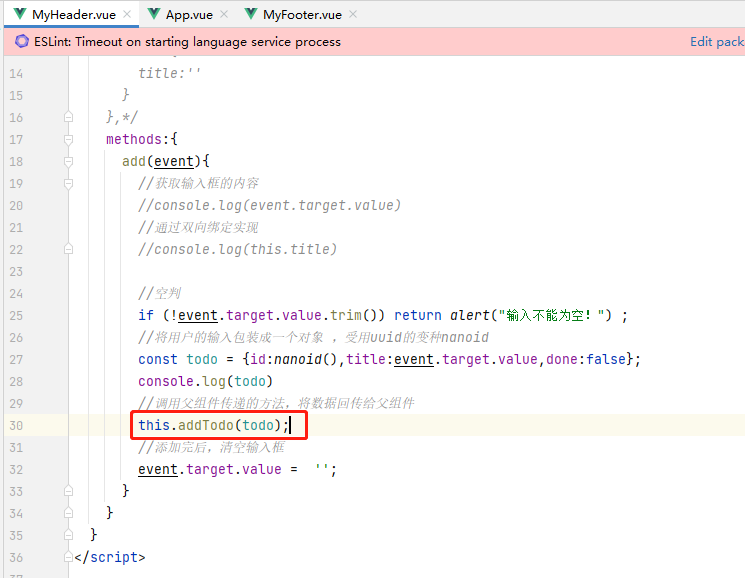 MyHeader.vue App.vue MyFooter.vue
ESLint: Timeout on starting language service process Edit pack
14 title:''
15 }
16 },*/
17 methods:{
18 add(event){
19 //获取输入框的内容
20 //console.log(event.target.value)
21 //通过双向绑定实现
22 //console.log(this.title)
23
24 //空判
25 if (!event.target.value.trim()) return alert("输入不能为空！") ;
26 //将用户的输入包装成一个对象 ，受用uuid的变种nanoid
27 const todo = {id:nanoid(),title:event.target.value,done:false};
28 console.log(todo)
29 //调用父组件传递的方法，将数据回传给父组件
30 this.addTodo(todo);
31 //添加完后，清空输入框
32 event.target.value =  '';
33 }
34 }
35 }
36 </script>